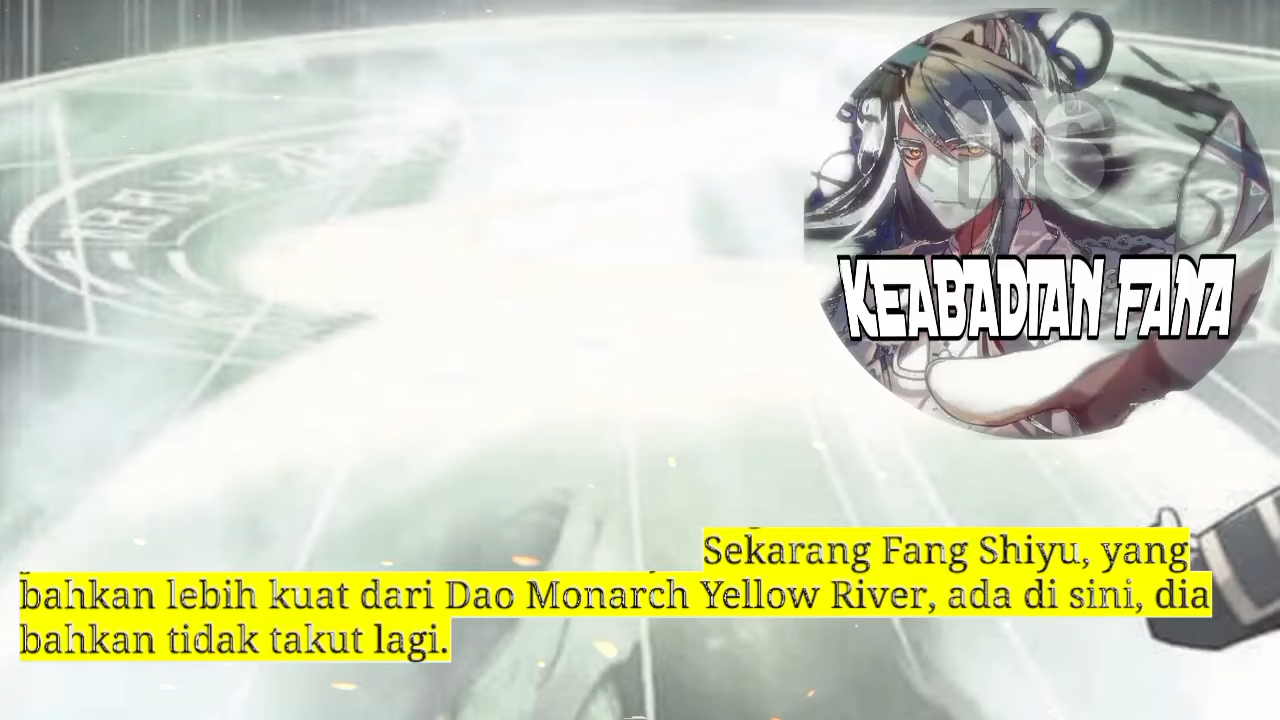 KEABADIAN FANA
Sekarang Fang Shiyu, yang
bahkan lebih kuat dari Dao Monarch Yellow River, ada di sini, dia
bahkan tidak takut lagi.